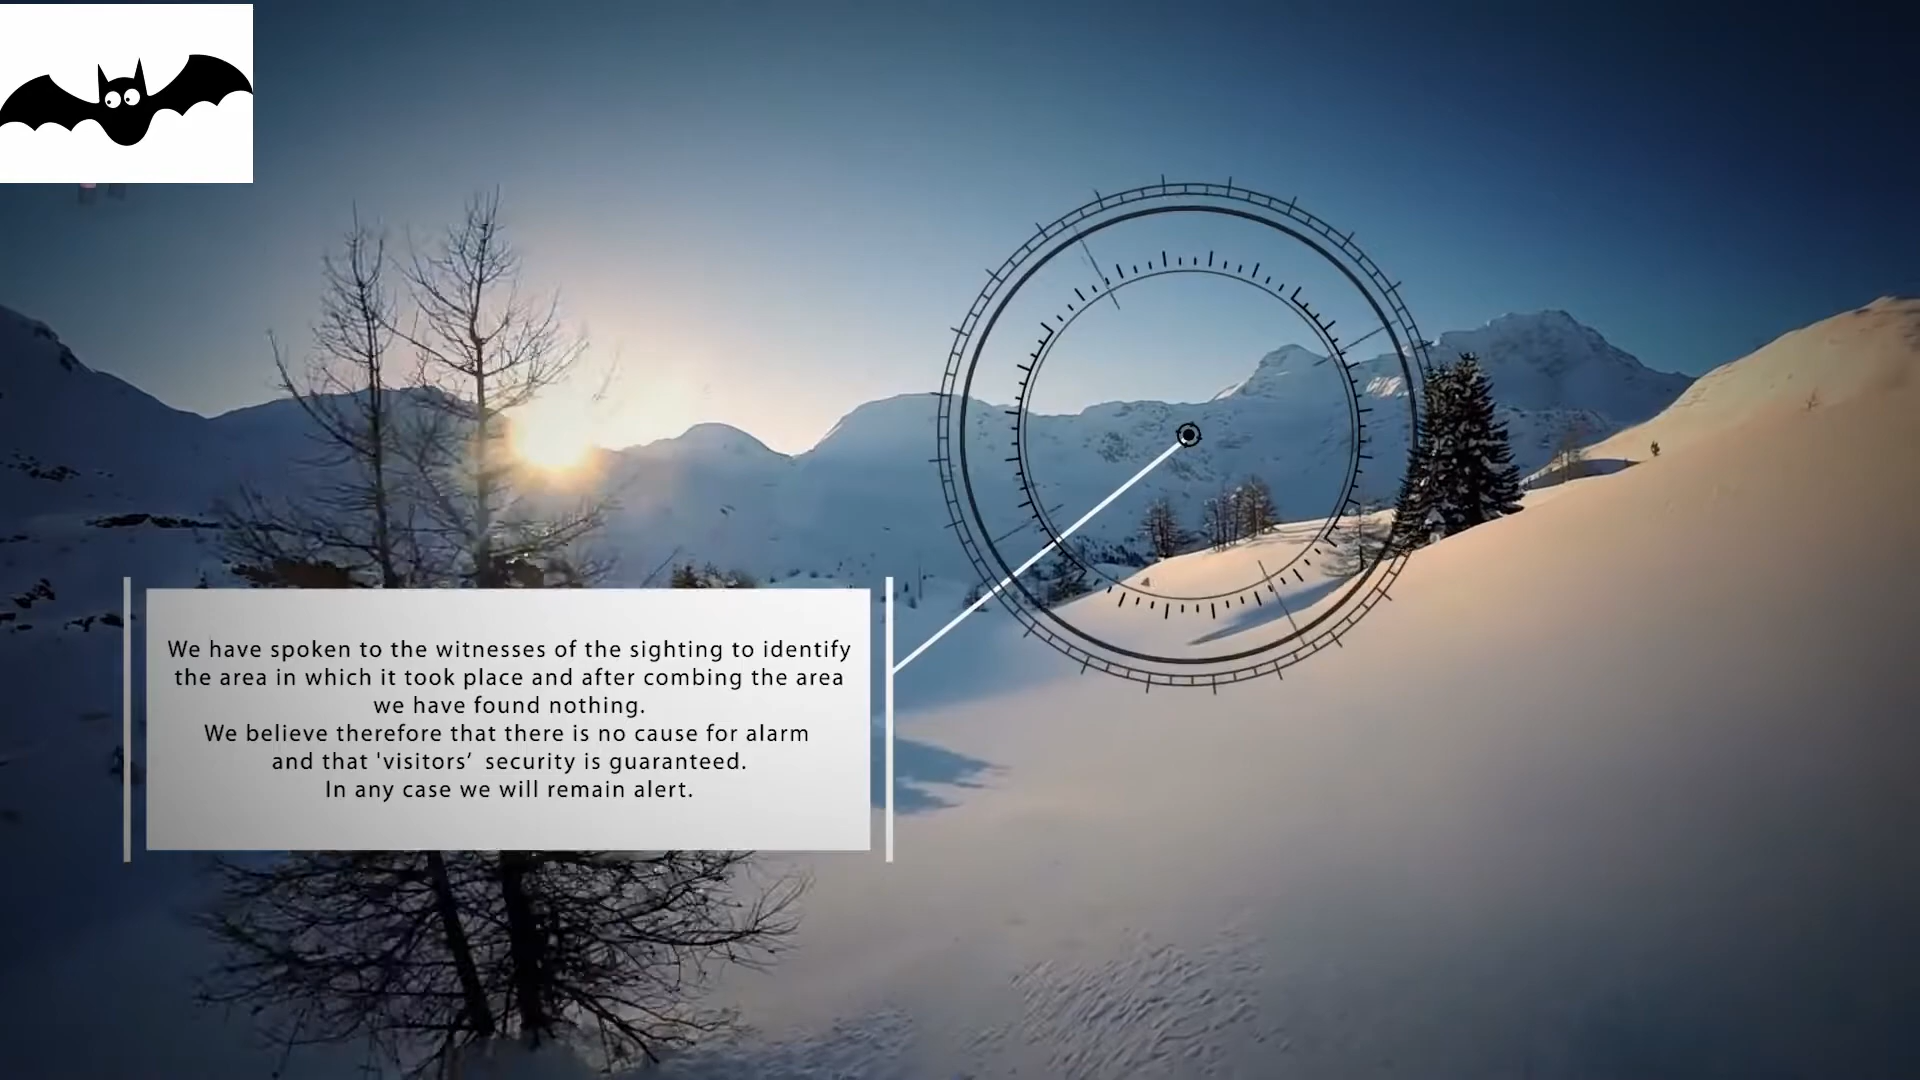 We have spoken to the witnesses of the sighting to identify
the area in which it took place and after combing the area
we have found nothing.
We believe therefore that there is no cause for alarm
and that 'visitors’ security is guaranteed.
In any case we will remain alert.